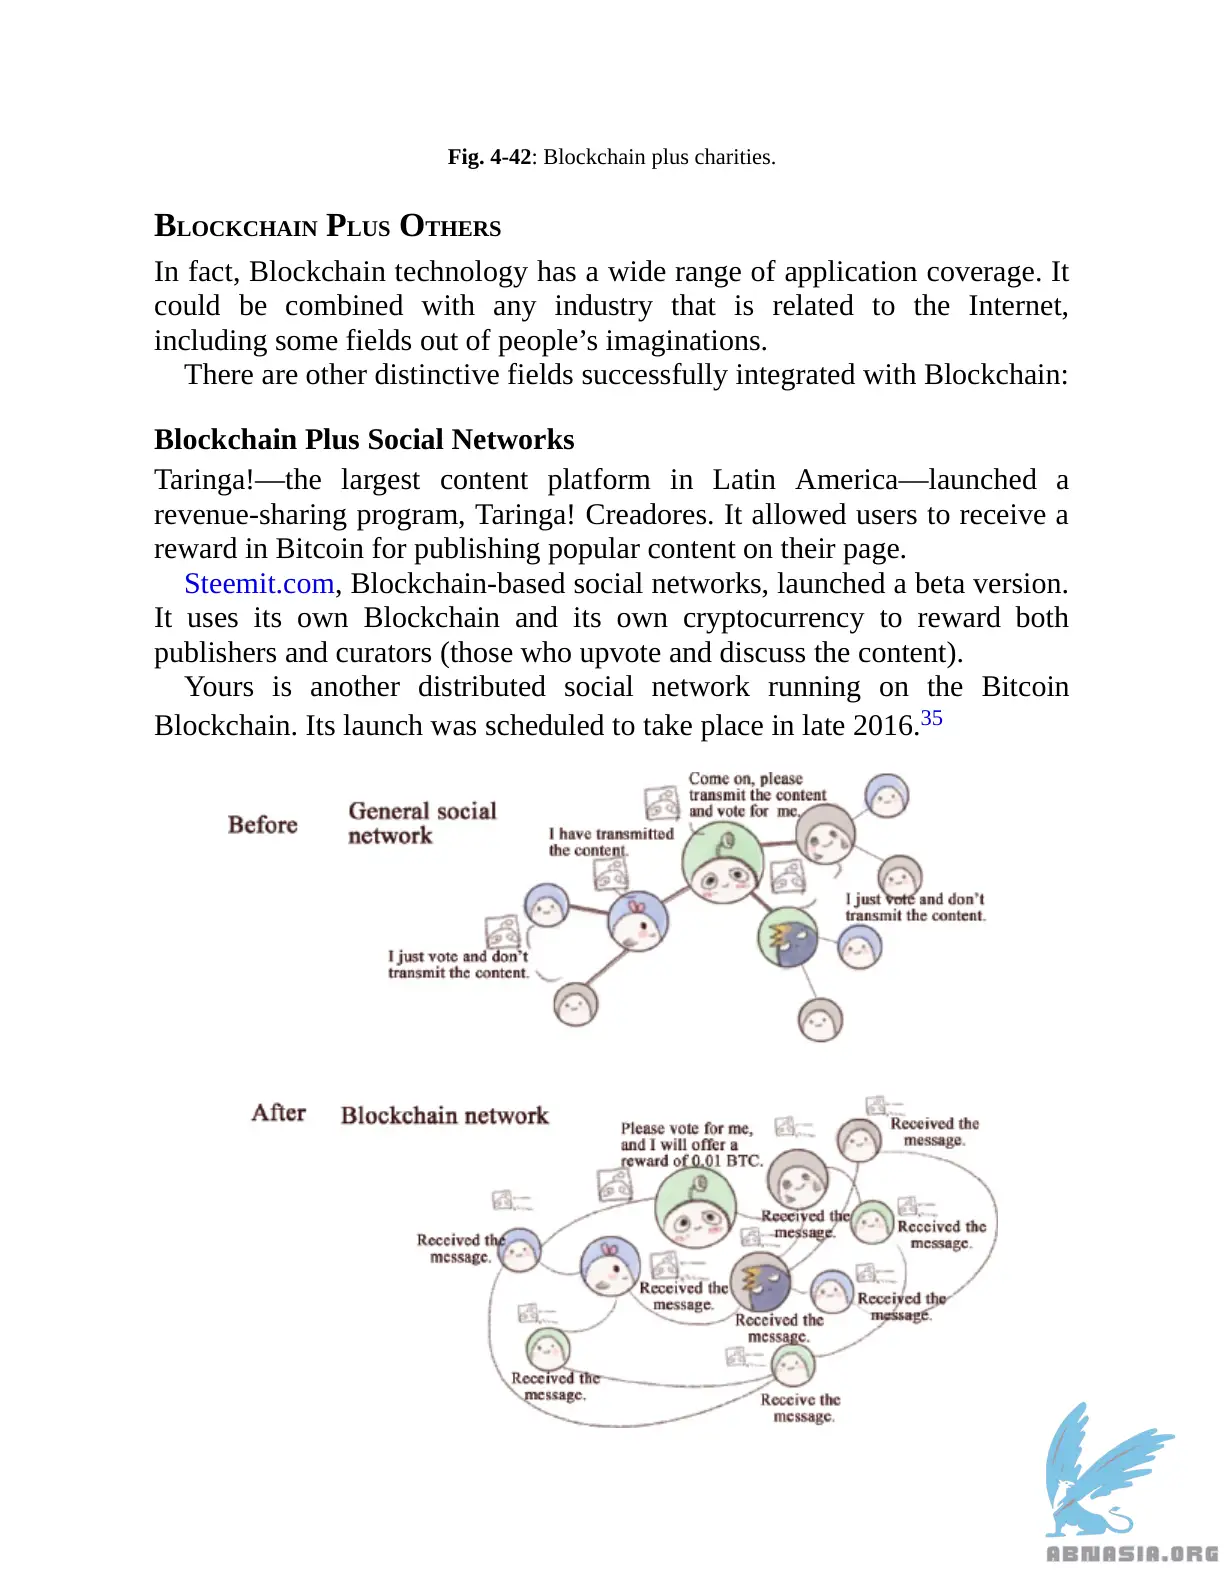 Fig. 4-42: Blockchain plus charities.
BLOCKCHAIN PLUS OTHERS
In fact, Blockchain technology has a wide range of application coverage. It
could be combined with any industry that is related to the Internet,
including some fields out of people’s imaginations.
There are other distinctive fields successfully integrated with Blockchain:
Blockchain Plus Social Networks
Taringa!—the largest content platform in Latin America—launched a
revenue-sharing program, Taringa! Creadores. It allowed users to receive a
reward in Bitcoin for publishing popular content on their page.
Steemit.com, Blockchain-based social networks, launched a beta version.
It uses its own Blockchain and its own cryptocurrency to reward both
publishers and curators (those who upvote and discuss the content).
Yours is another distributed social network running on the Bitcoin
Blockchain. Its launch was scheduled to take place in late 2016.35
Before
General social
network
Come on, please
transmit the content
and vote for me.
I have transmitted
the content.
I just vote and don’t
transmit the content.
I just vote and don’t
transmit the content.
After
Blockchain network
Please vote for me,
and I will offer a
reward of 0.01 BTC.
Received the
message.
Received the
message.
Received the
message.
Received the
message.
Received the
message.
Received the
message.
Received the
message.
Received the
message.
Receive the
message.
ABNASIA.ORG